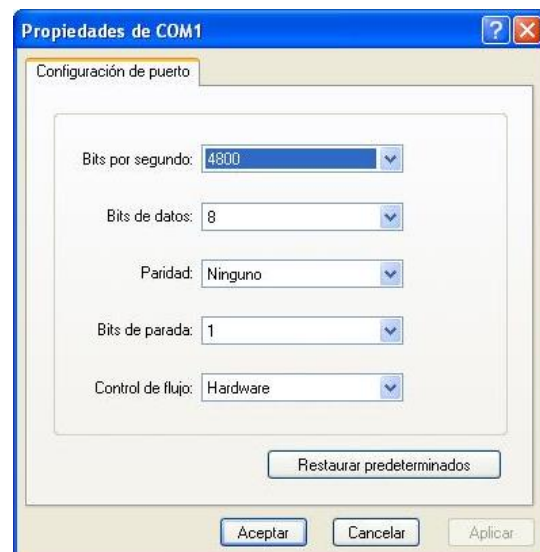 Propiedades de COM1
Configuración de puerto
Bits por segundo: 4800
Bits de datos: 8
Paridad: Ninguno
Bits de parada: 1
Control de flujo: Hardware
Restaurar predeterminados
Aceptar Cancelar Aplicar